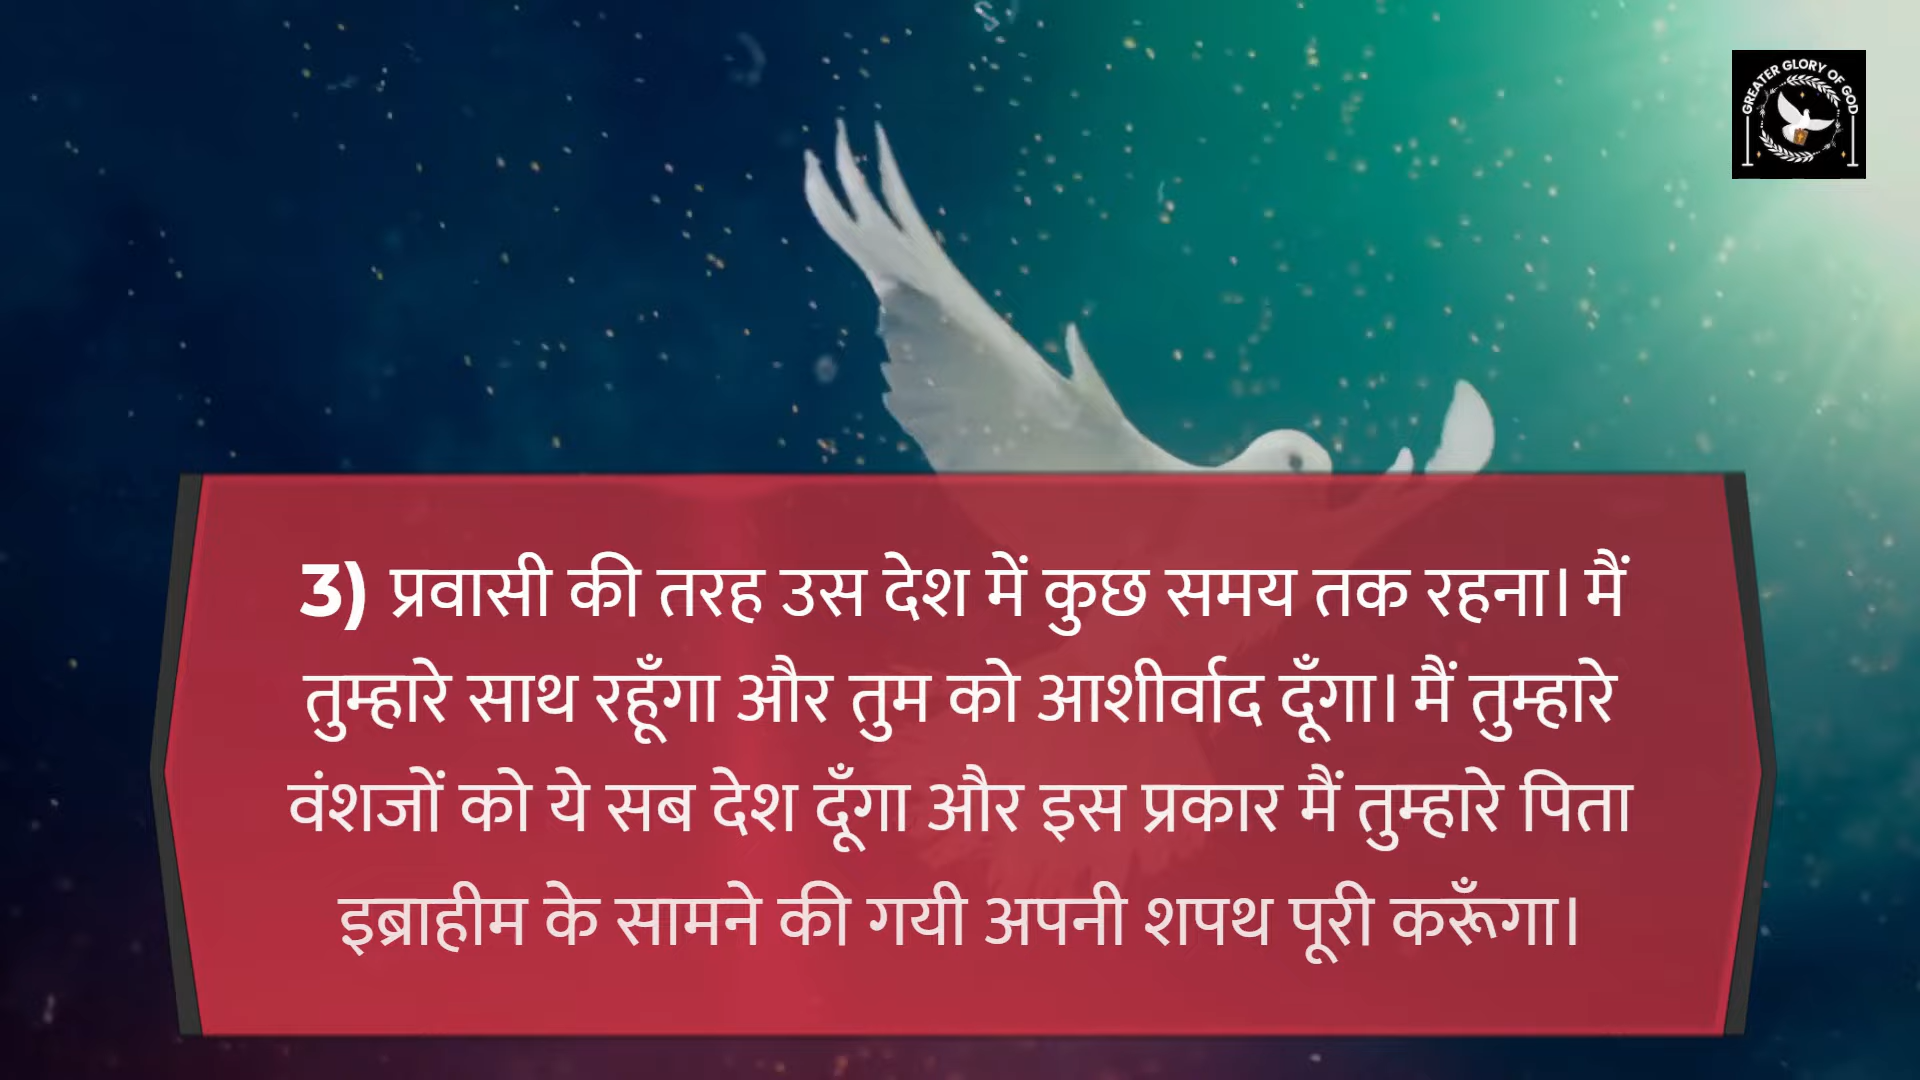 GREATER GLORY OF GOD
3) प्रवासी की तरह उस देश में कुछ समय तक रहना। मैं
तुम्हारे साथ रहूँगा और तुम को आशीर्वाद दूँगा। मैं तुम्हारे
वंशजों को ये सब देश दूँगा और इस प्रकार मैं तुम्हारे पिता
इब्राहीम के सामने की गयी अपनी शपथ पूरी करूँगा।